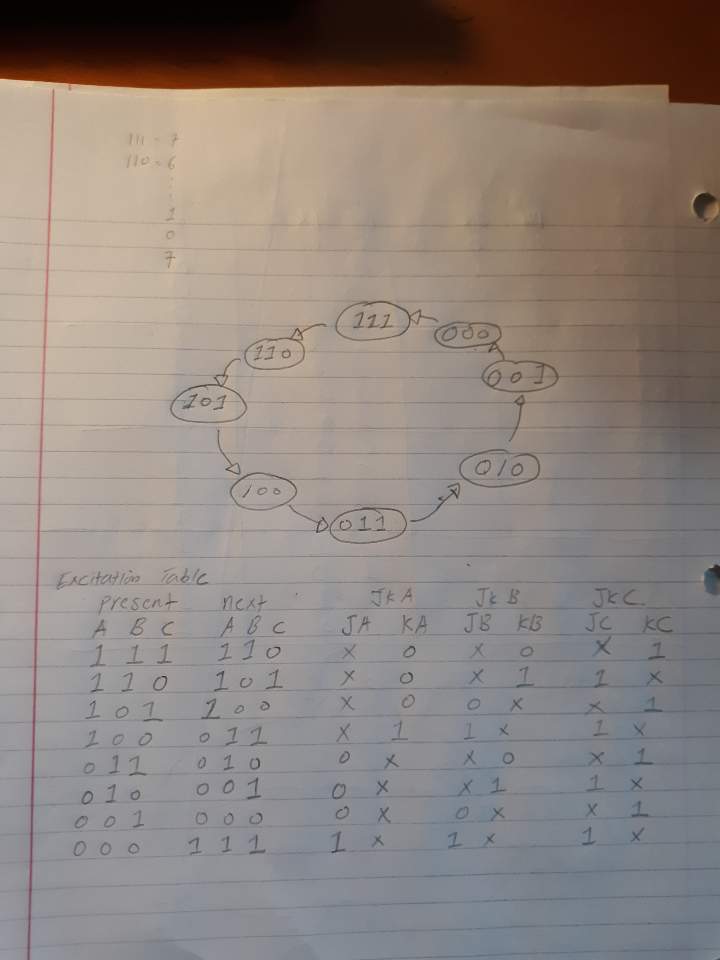 111 - 7
110 - 6
:
:
1
0
7
111
000
110
001
101
010
100
011
Excitation Table
present next JKA JKB JKC
A B C A B C JA KA JB KB JC KC
1 1 1 1 1 0 x 0 x 0 x 1
1 1 0 1 0 1 x 0 x 1 1 x
1 0 1 1 0 0 x 0 0 x x 1
1 0 0 0 1 1 x 1 1 x 1 x
0 1 1 0 1 0 0 x x 0 x 1
0 1 0 0 0 1 0 x x 1 1 x
0 0 1 0 0 0 0 x 0 x x 1
0 0 0 1 1 1 1 x 1 x 1 x